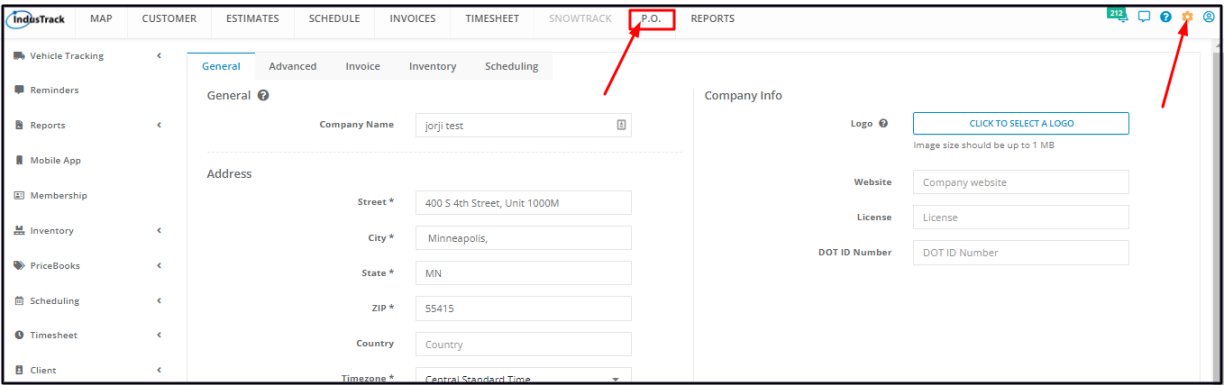 IndusTrack MAP CUSTOMER ESTIMATES SCHEDULE INVOICES TIMESHEET SNOWTRACK P.O. REPORTS 212
Vehicle Tracking
Reminders
Reports
Mobile App
Membership
Inventory
PriceBooks
Scheduling
Timesheet
Client
General Advanced Invoice Inventory Scheduling
General
Company Name jorji test
Address
Street * 400 S 4th Street, Unit 1000M
City * Minneapolis,
State * MN
ZIP * 55415
Country Country
Timezone * Central Standard Time
Company Info
Logo CLICK TO SELECT A LOGO
Image size should be up to 1 MB
Website Company website
License License
DOT ID Number DOT ID Number